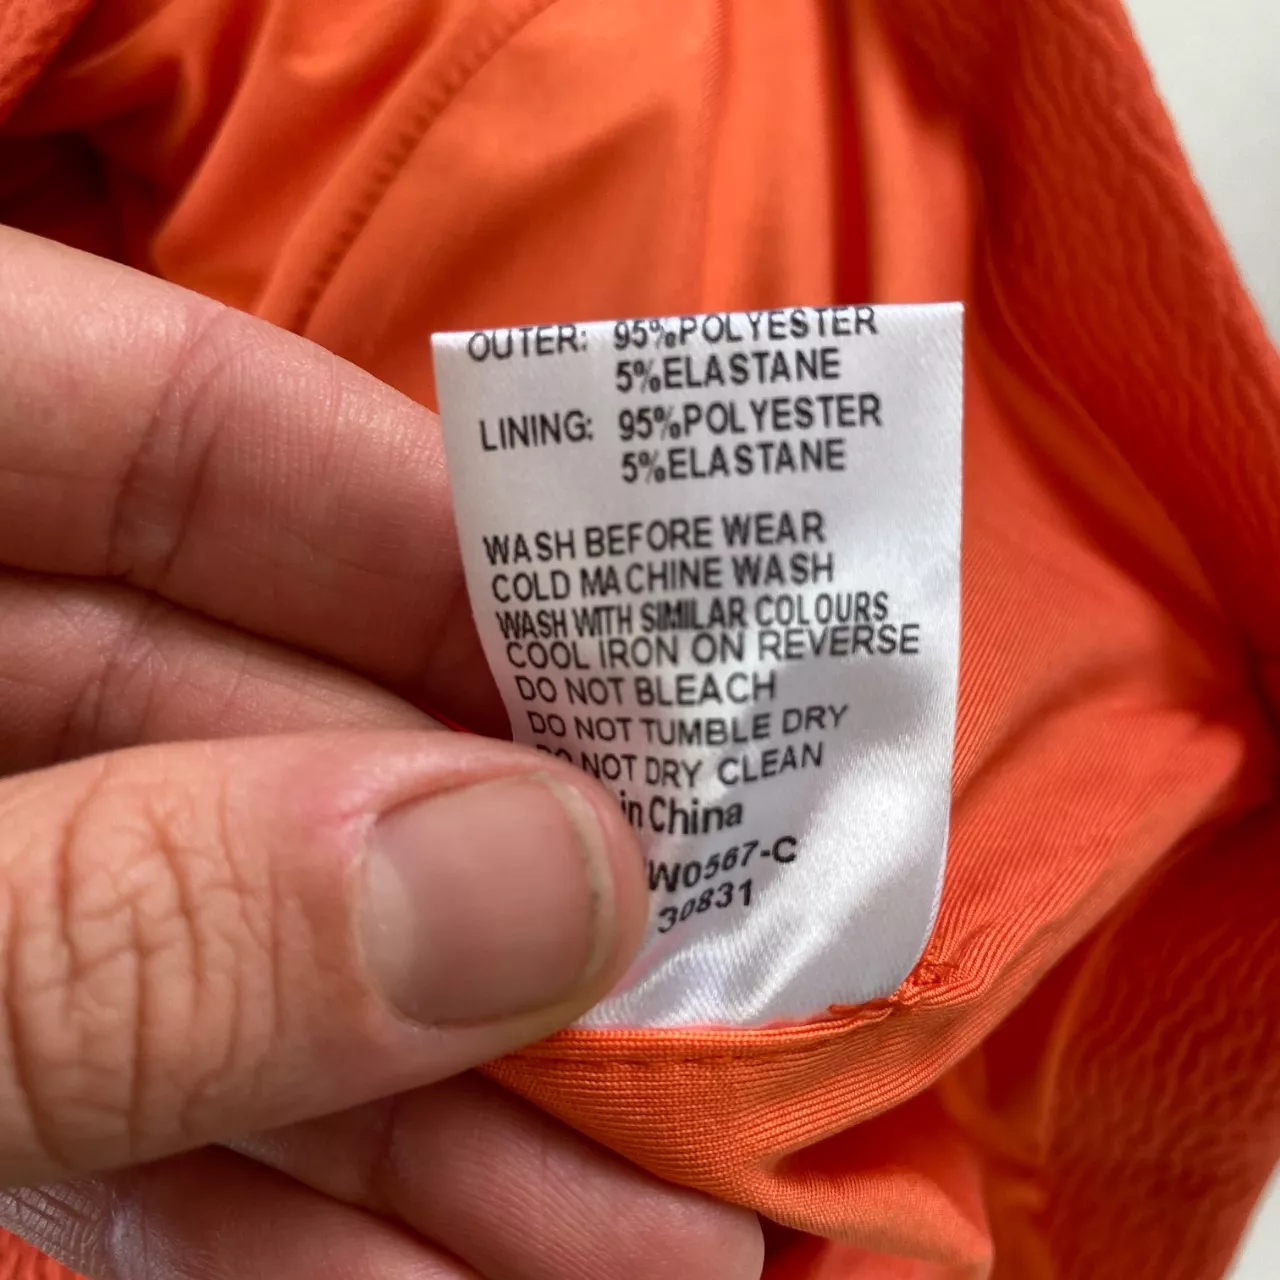 OUTER: 95%POLYESTER
5%ELASTANE
LINING: 95%POLYESTER
5%ELASTANE
WASH BEFORE WEAR
COLD MACHINE WASH
WASH WITH SIMILAR COLOURS
COOL IRON ON REVERSE
DO NOT BLEACH
DO NOT TUMBLE DRY
DO NOT DRY CLEAN
in China
W0567-C
30831